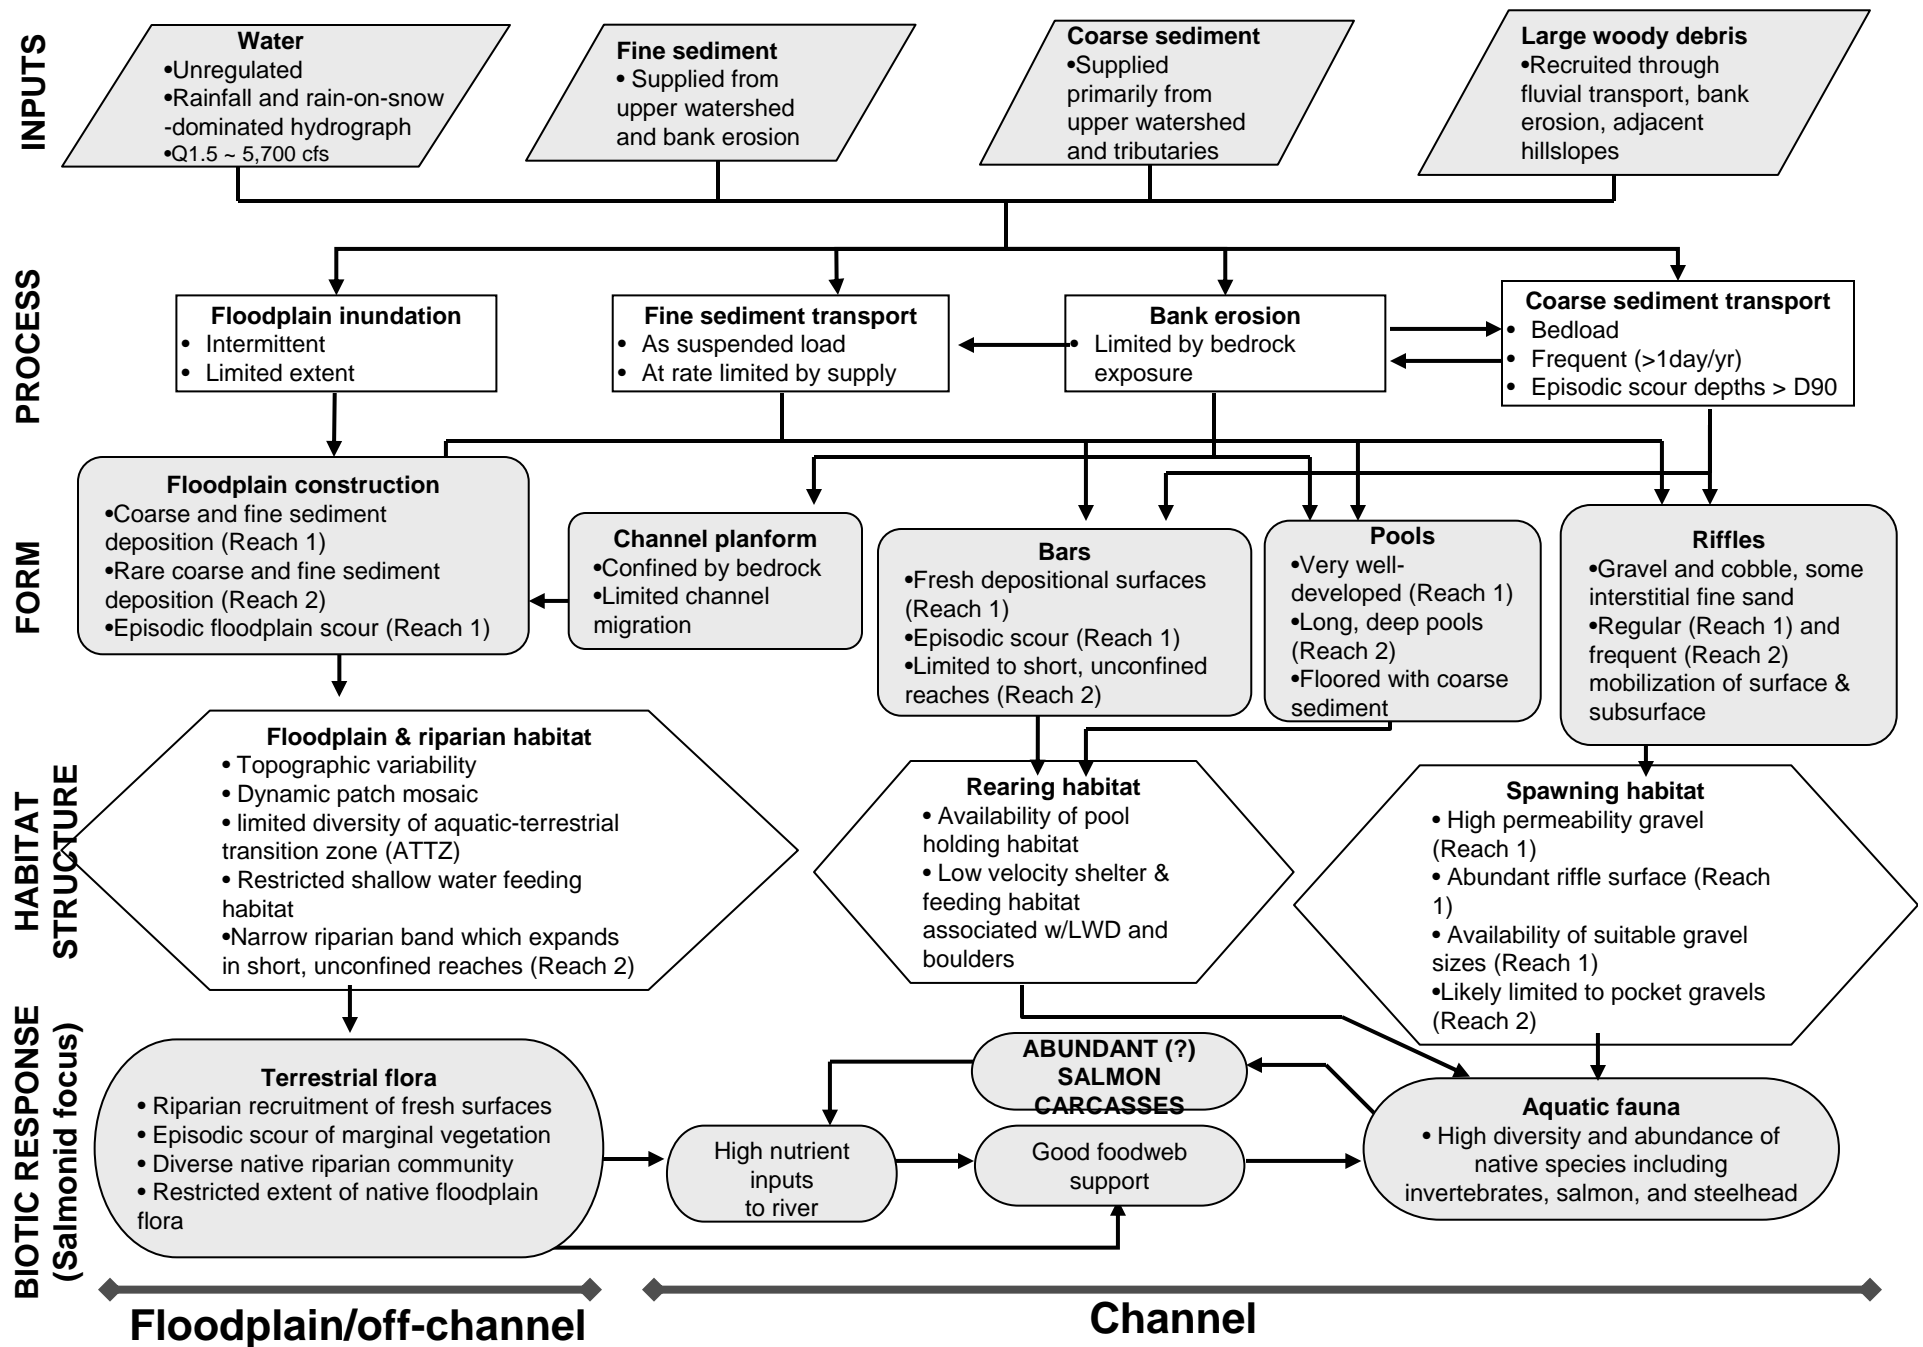 INPUTS
Water
•Unregulated
•Rainfall and rain-on-snow
-dominated hydrograph
•Q1.5 ~ 5,700 cfs
Fine sediment
• Supplied from
upper watershed
and bank erosion
Coarse sediment
•Supplied
primarily from
upper watershed
and tributaries
Large woody debris
•Recruited through
fluvial transport, bank
erosion, adjacent
hillslopes
PROCESS
Floodplain inundation
• Intermittent
• Limited extent
Fine sediment transport
• As suspended load
• At rate limited by supply
Bank erosion
• Limited by bedrock
exposure
Coarse sediment transport
• Bedload
• Frequent (>1day/yr)
• Episodic scour depths > D90
FORM
Floodplain construction
•Coarse and fine sediment
deposition (Reach 1)
•Rare coarse and fine sediment
deposition (Reach 2)
•Episodic floodplain scour (Reach 1)
Channel planform
•Confined by bedrock
•Limited channel
migration
Bars
•Fresh depositional surfaces
(Reach 1)
•Episodic scour (Reach 1)
•Limited to short, unconfined
reaches (Reach 2)
Pools
•Very well-
developed (Reach 1)
•Long, deep pools
(Reach 2)
•Floored with coarse
sediment
Riffles
•Gravel and cobble, some
interstitial fine sand
•Regular (Reach 1) and
frequent (Reach 2)
mobilization of surface &
subsurface
HABITAT
STRUCTURE
Floodplain & riparian habitat
• Topographic variability
• Dynamic patch mosaic
• limited diversity of aquatic-terrestrial
transition zone (ATTZ)
• Restricted shallow water feeding
habitat
•Narrow riparian band which expands
in short, unconfined reaches (Reach 2)
Rearing habitat
• Availability of pool
holding habitat
• Low velocity shelter &
feeding habitat
associated w/LWD and
boulders
Spawning habitat
• High permeability gravel
(Reach 1)
• Abundant riffle surface (Reach
1)
• Availability of suitable gravel
sizes (Reach 1)
•Likely limited to pocket gravels
(Reach 2)
BIOTIC RESPONSE
(Salmonid focus)
Terrestrial flora
• Riparian recruitment of fresh surfaces
• Episodic scour of marginal vegetation
• Diverse native riparian community
• Restricted extent of native floodplain
flora
High nutrient
inputs
to river
ABUNDANT (?)
SALMON
CARCASSES
Good foodweb
support
Aquatic fauna
• High diversity and abundance of
native species including
invertebrates, salmon, and steelhead
Floodplain/off-channel
Channel